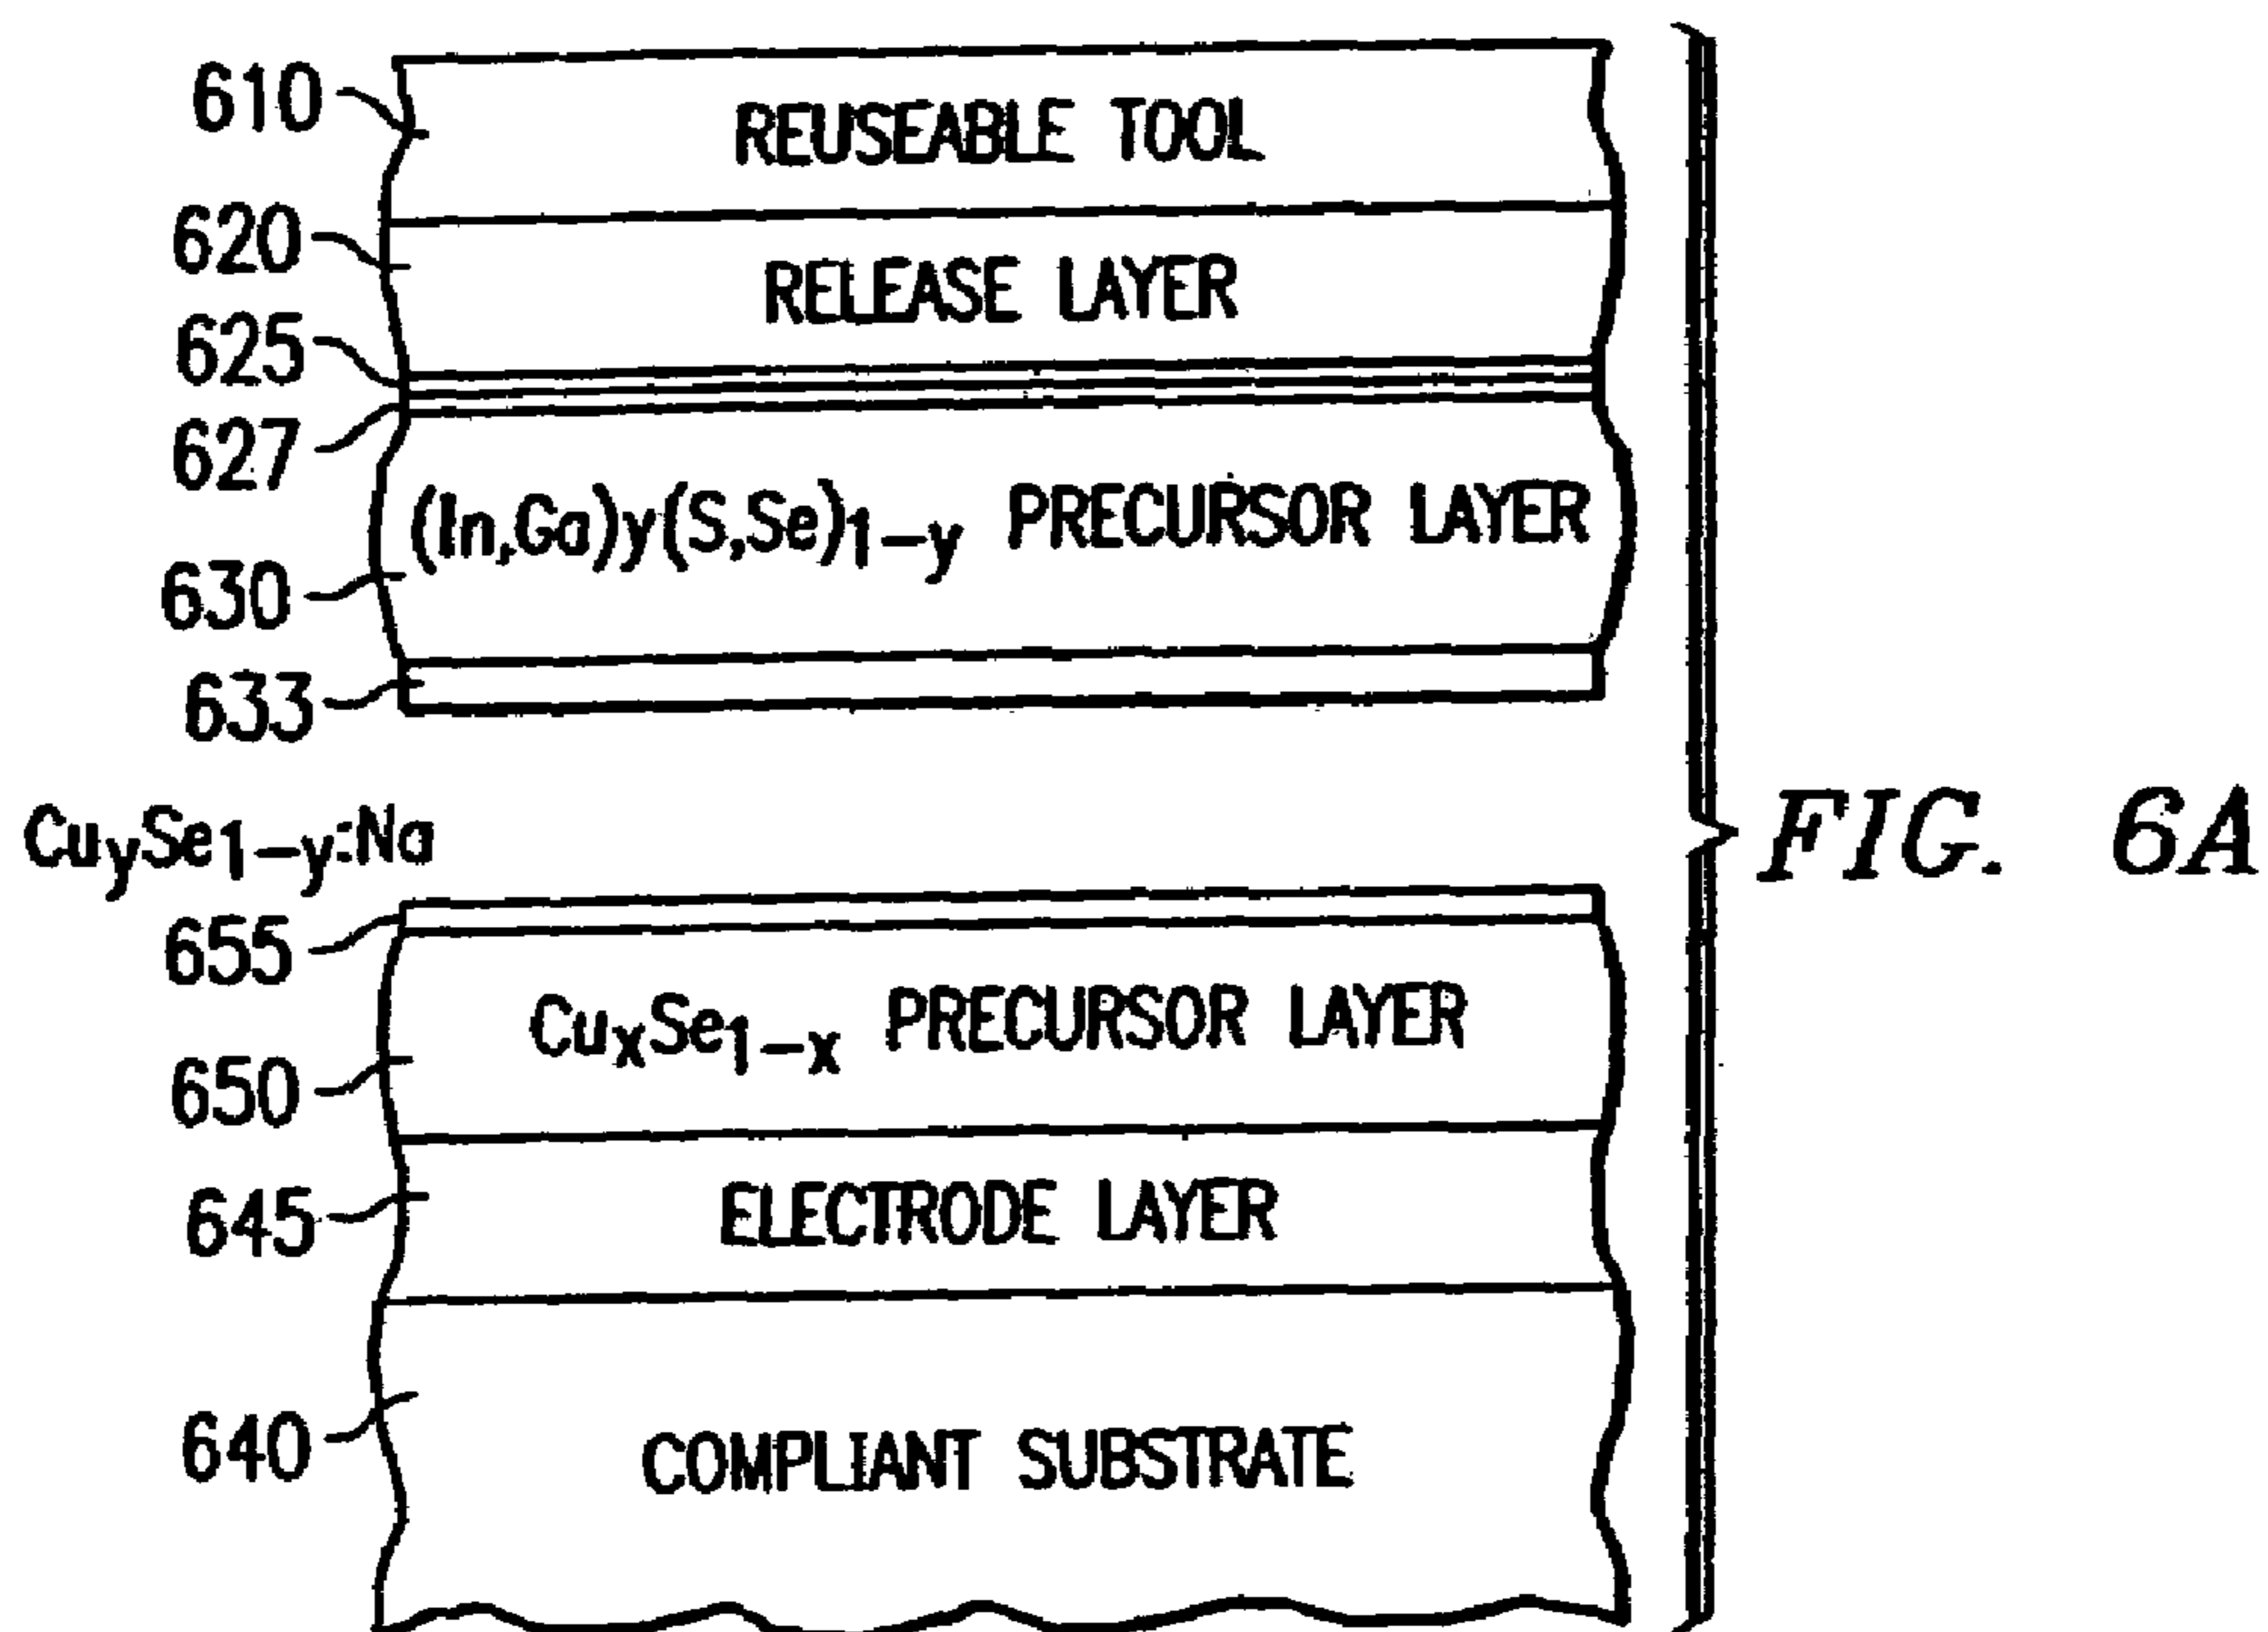 610
REUSEABLE TOOL
620
RELEASE LAYER
625
627
(In,Ga)y(S,Se)1-y PRECURSOR LAYER
630
633
CuySe1-y:Na
FIG. 6A
655
CuxSe1-x PRECURSOR LAYER
650
645
ELECTRODE LAYER
640
COMPLIANT SUBSTRATE